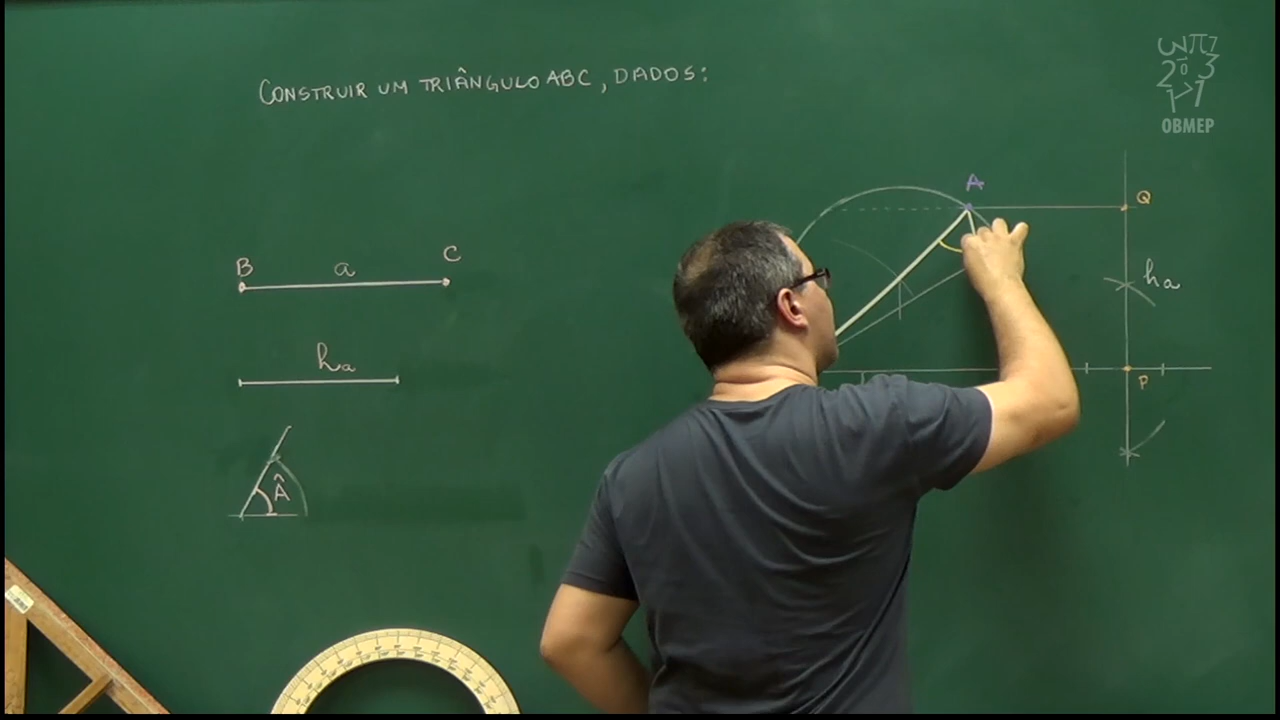 CONSTRUIR UM TRIÂNGULO ABC, DADOS:
B a C
ha
Â
A
Q
ha
P
OBMEP